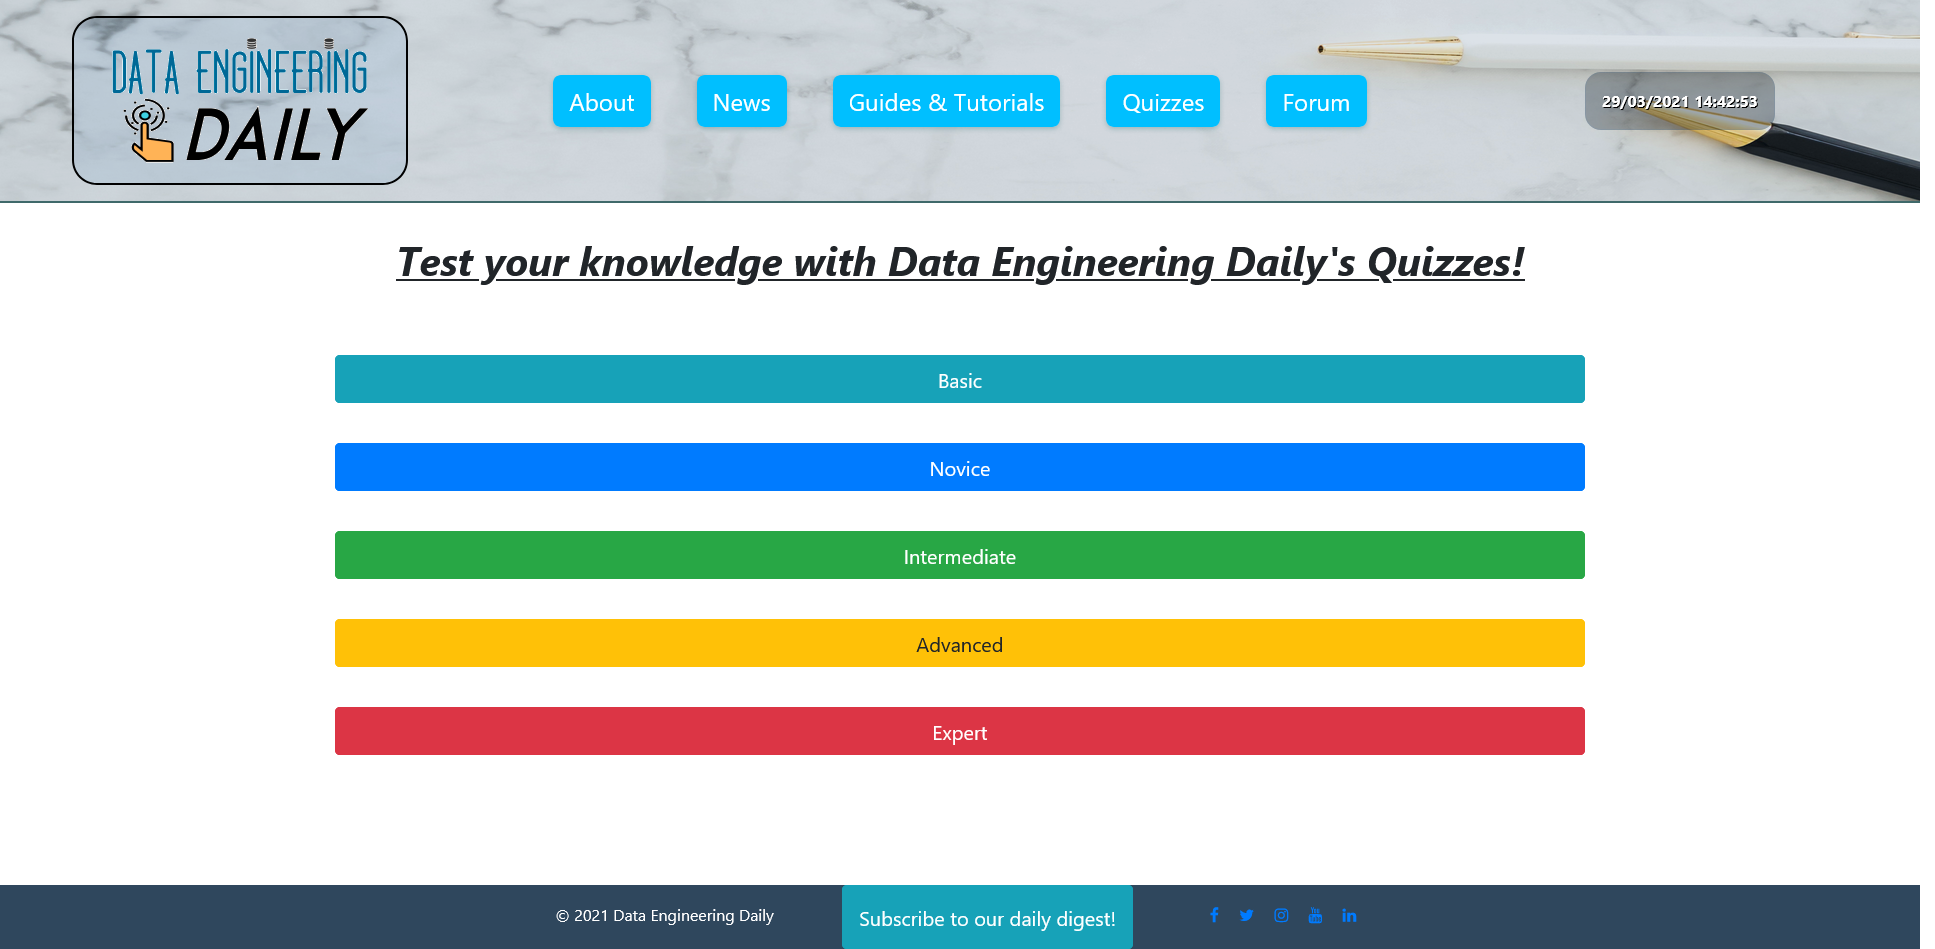 DATA ENGINEERING
DAILY
About
News
Guides & Tutorials
Quizzes
Forum
29/03/2021 14:42:53
Test your knowledge with Data Engineering Daily's Quizzes!
Basic
Novice
Intermediate
Advanced
Expert
© 2021 Data Engineering Daily
Subscribe to our daily digest!